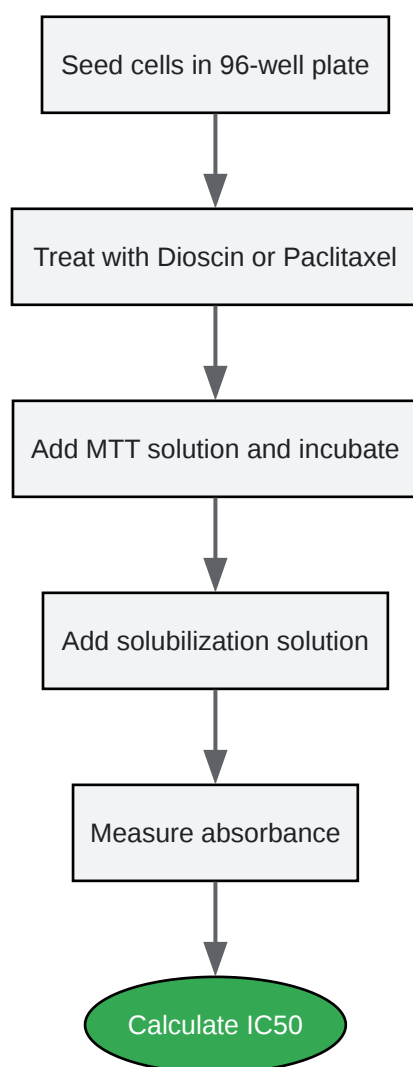 Seed cells in 96-well plate
Treat with Dioscin or Paclitaxel
Add MTT solution and incubate
Add solubilization solution
Measure absorbance
Calculate IC50